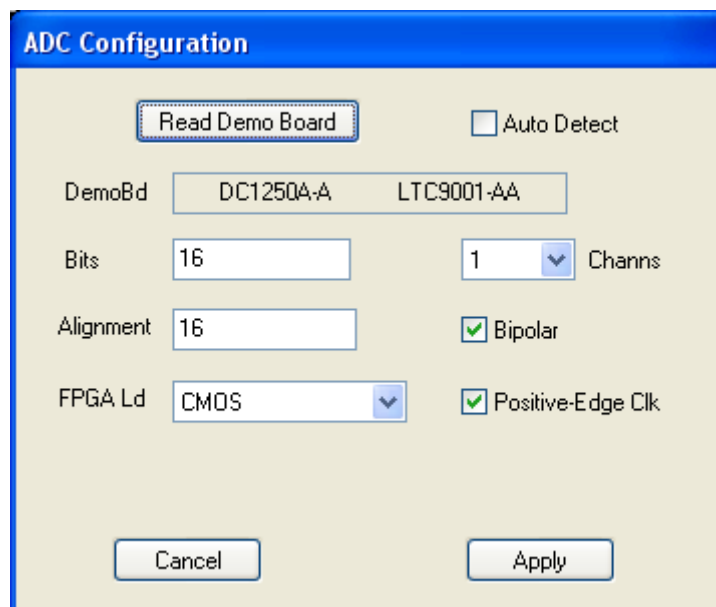 ADC Configuration
Read Demo Board Auto Detect
DemoBd DC1250A-A LTC9001-AA
Bits 16 1 Channs
Alignment 16 Bipolar
FPGA Ld CMOS Positive-Edge Clk
Cancel Apply